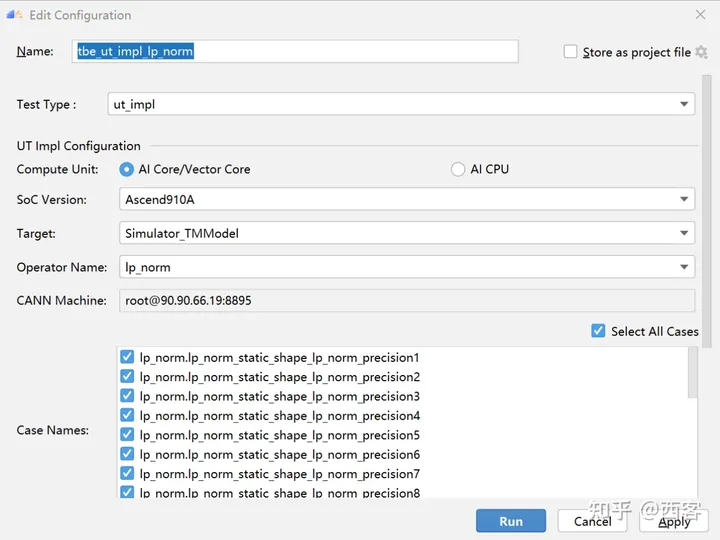 Edit Configuration
Name: tbe_ut_impl_lp_norm Store as project file
Test Type : ut_impl
UT Impl Configuration
Compute Unit: AI Core/Vector Core AI CPU
SoC Version: Ascend910A
Target: Simulator_TMModel
Operator Name: lp_norm
CANN Machine: root@90.90.66.19:8895
Select All Cases
Case Names:
lp_norm.lp_norm_static_shape_lp_norm_precision1
lp_norm.lp_norm_static_shape_lp_norm_precision2
lp_norm.lp_norm_static_shape_lp_norm_precision3
lp_norm.lp_norm_static_shape_lp_norm_precision4
lp_norm.lp_norm_static_shape_lp_norm_precision5
lp_norm.lp_norm_static_shape_lp_norm_precision6
lp_norm.lp_norm_static_shape_lp_norm_precision7
lp_norm.lp_norm_static_shape_lp_norm_precision8
Run Cancel Apply
知乎 @西客